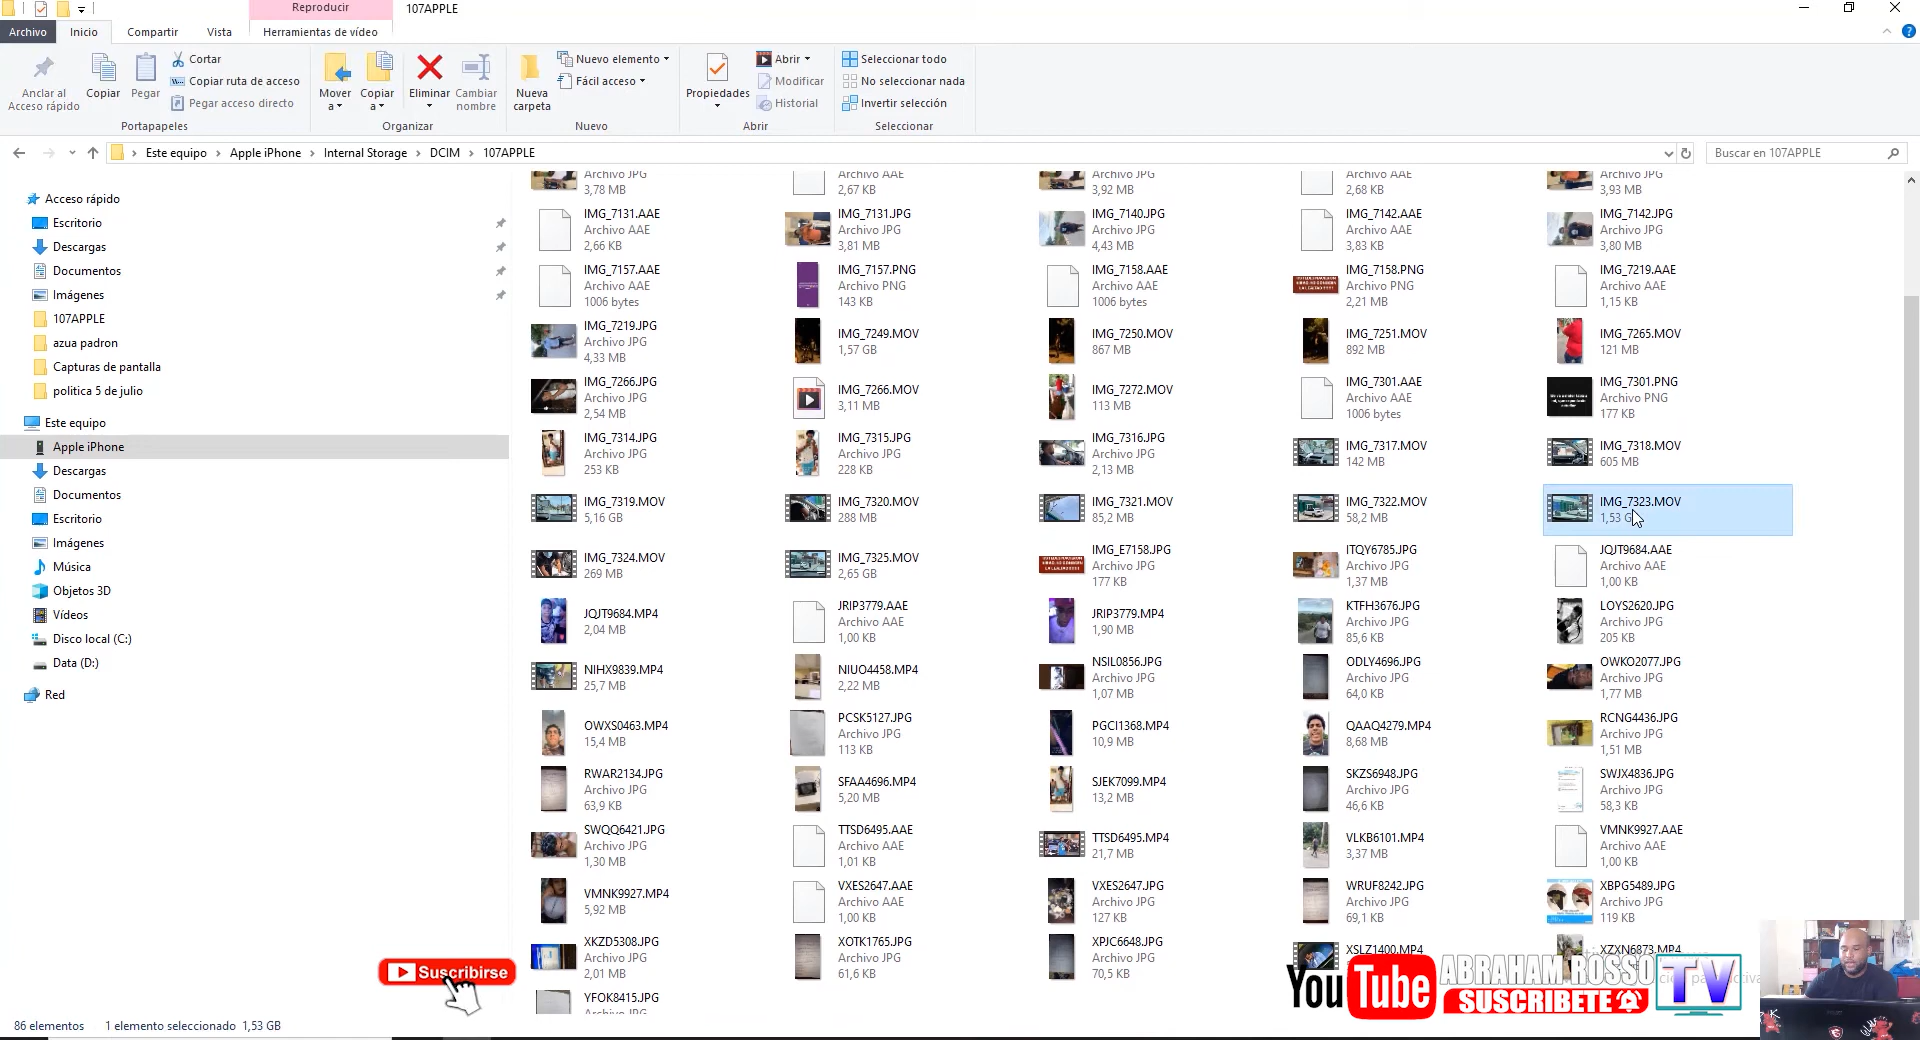 Reproducir
107APPLE
Archivo
Inicio
Compartir
Vista
Herramientas de vídeo
Anclar al
Acceso rápido
Copiar
Pegar
Cortar
Copiar ruta de acceso
Pegar acceso directo
Portapapeles
Mover
a
Copiar
a
Eliminar
Cambiar
nombre
Organizar
Nueva
carpeta
Nuevo elemento
Fácil acceso
Nuevo
Propiedades
Abrir
Modificar
Historial
Abrir
Seleccionar todo
No seleccionar nada
Invertir selección
Seleccionar
Este equipo > Apple iPhone > Internal Storage > DCIM > 107APPLE
Buscar en 107APPLE
Acceso rápido
Escritorio
Descargas
Documentos
Imágenes
107APPLE
azua padron
Capturas de pantalla
politica 5 de julio
Este equipo
Apple iPhone
Descargas
Documentos
Escritorio
Imágenes
Música
Objetos 3D
Vídeos
Disco local (C:)
Data (D:)
Red
Archivo JPG
3,78 MB
Archivo AAE
2,67 KB
Archivo JPG
3,92 MB
Archivo AAE
2,68 KB
Archivo JPG
3,93 MB
IMG_7131.AAE
Archivo AAE
2,66 KB
IMG_7131.JPG
Archivo JPG
3,81 MB
IMG_7140.JPG
Archivo JPG
4,43 MB
IMG_7142.AAE
Archivo AAE
3,83 KB
IMG_7142.JPG
Archivo JPG
3,80 MB
IMG_7157.AAE
Archivo AAE
1006 bytes
IMG_7157.PNG
Archivo PNG
143 KB
IMG_7158.AAE
Archivo AAE
1006 bytes
IMG_7158.PNG
Archivo PNG
2,21 MB
IMG_7219.AAE
Archivo AAE
1,15 KB
IMG_7219.JPG
Archivo JPG
4,33 MB
IMG_7249.MOV
1,57 GB
IMG_7250.MOV
867 MB
IMG_7251.MOV
892 MB
IMG_7265.MOV
121 MB
IMG_7266.JPG
Archivo JPG
2,54 MB
IMG_7266.MOV
3,11 MB
IMG_7272.MOV
113 MB
IMG_7301.AAE
Archivo AAE
1006 bytes
IMG_7301.PNG
Archivo PNG
177 KB
IMG_7314.JPG
Archivo JPG
253 KB
IMG_7315.JPG
Archivo JPG
228 KB
IMG_7316.JPG
Archivo JPG
2,13 MB
IMG_7317.MOV
142 MB
IMG_7318.MOV
605 MB
IMG_7319.MOV
5,16 GB
IMG_7320.MOV
288 MB
IMG_7321.MOV
85,2 MB
IMG_7322.MOV
58,2 MB
IMG_7323.MOV
1,53 G
IMG_7324.MOV
269 MB
IMG_7325.MOV
2,65 GB
IMG_E7158.JPG
Archivo JPG
177 KB
ITQY6785.JPG
Archivo JPG
1,37 MB
JQJT9684.AAE
Archivo AAE
1,00 KB
JQJT9684.MP4
2,04 MB
JRIP3779.AAE
Archivo AAE
1,00 KB
JRIP3779.MP4
1,90 MB
KTFH3676.JPG
Archivo JPG
85,6 KB
LOYS2620.JPG
Archivo JPG
205 KB
NIHX9839.MP4
25,7 MB
NIUO4458.MP4
2,22 MB
NSIL0856.JPG
Archivo JPG
1,07 MB
ODLY4696.JPG
Archivo JPG
64,0 KB
OWKO2077.JPG
Archivo JPG
1,77 MB
OWXS0463.MP4
15,4 MB
PCSK5127.JPG
Archivo JPG
113 KB
PGCI1368.MP4
10,9 MB
QAAQ4279.MP4
8,68 MB
RCNG4436.JPG
Archivo JPG
1,51 MB
RWAR2134.JPG
Archivo JPG
63,9 KB
SFAA4696.MP4
5,20 MB
SJEK7099.MP4
13,2 MB
SKZS6948.JPG
Archivo JPG
46,6 KB
SWJX4836.JPG
Archivo JPG
58,3 KB
SWQQ6421.JPG
Archivo JPG
1,30 MB
TTSD6495.AAE
Archivo AAE
1,01 KB
TTSD6495.MP4
21,7 MB
VLKB6101.MP4
3,37 MB
VMNK9927.AAE
Archivo AAE
1,00 KB
VMNK9927.MP4
5,92 MB
VXES2647.AAE
Archivo AAE
1,00 KB
VXES2647.JPG
Archivo JPG
127 KB
WRUF8242.JPG
Archivo JPG
69,1 KB
XBPG5489.JPG
Archivo JPG
119 KB
XKZD5308.JPG
Archivo JPG
2,01 MB
XOTK1765.JPG
Archivo JPG
61,6 KB
XPJC6648.JPG
Archivo JPG
70,5 KB
XSLZ1400.MP4
XZXN6873.MP4
YFOK8415.JPG
Archivo JPG
Suscribirse
YouTube
ABRAHAM ROSSO
SUSCRIBETE
TV
86 elementos
1 elemento seleccionado 1,53 GB